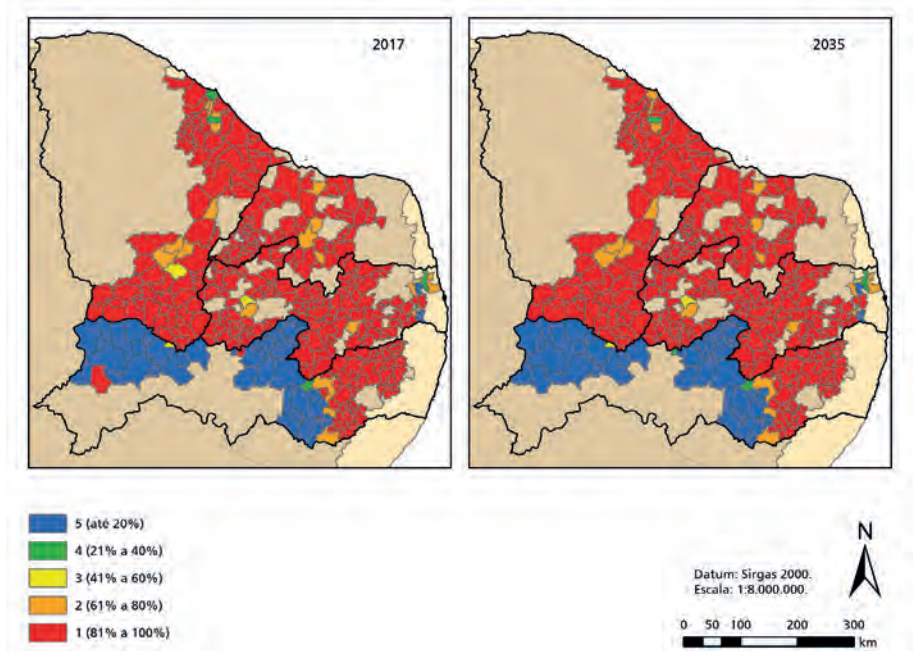 2017
2035
5 (até 20%)
4 (21% a 40%)
3 (41% a 60%)
2 (61% a 80%)
1 (81% a 100%)
N
Datum: Sirgas 2000.
Escala: 1:8.000.000.
0 50 100 200 300
km